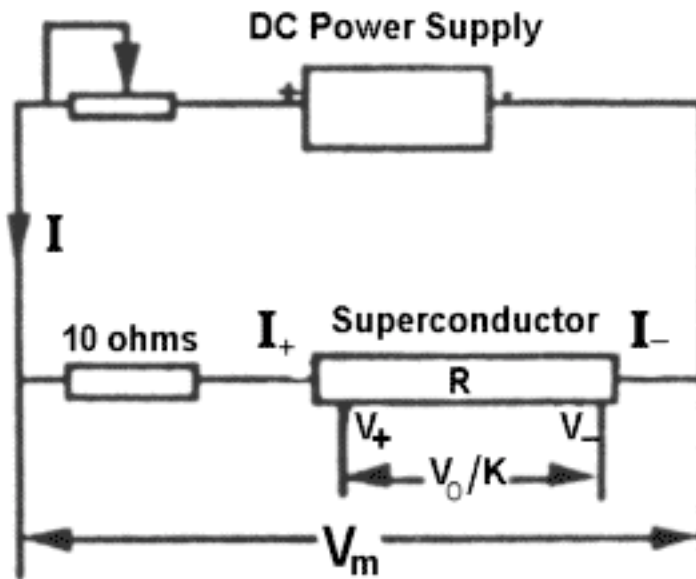 DC Power Supply
+ -
I
10 ohms I+ Superconductor I−
R
V+ V−
V₀/K
Vm